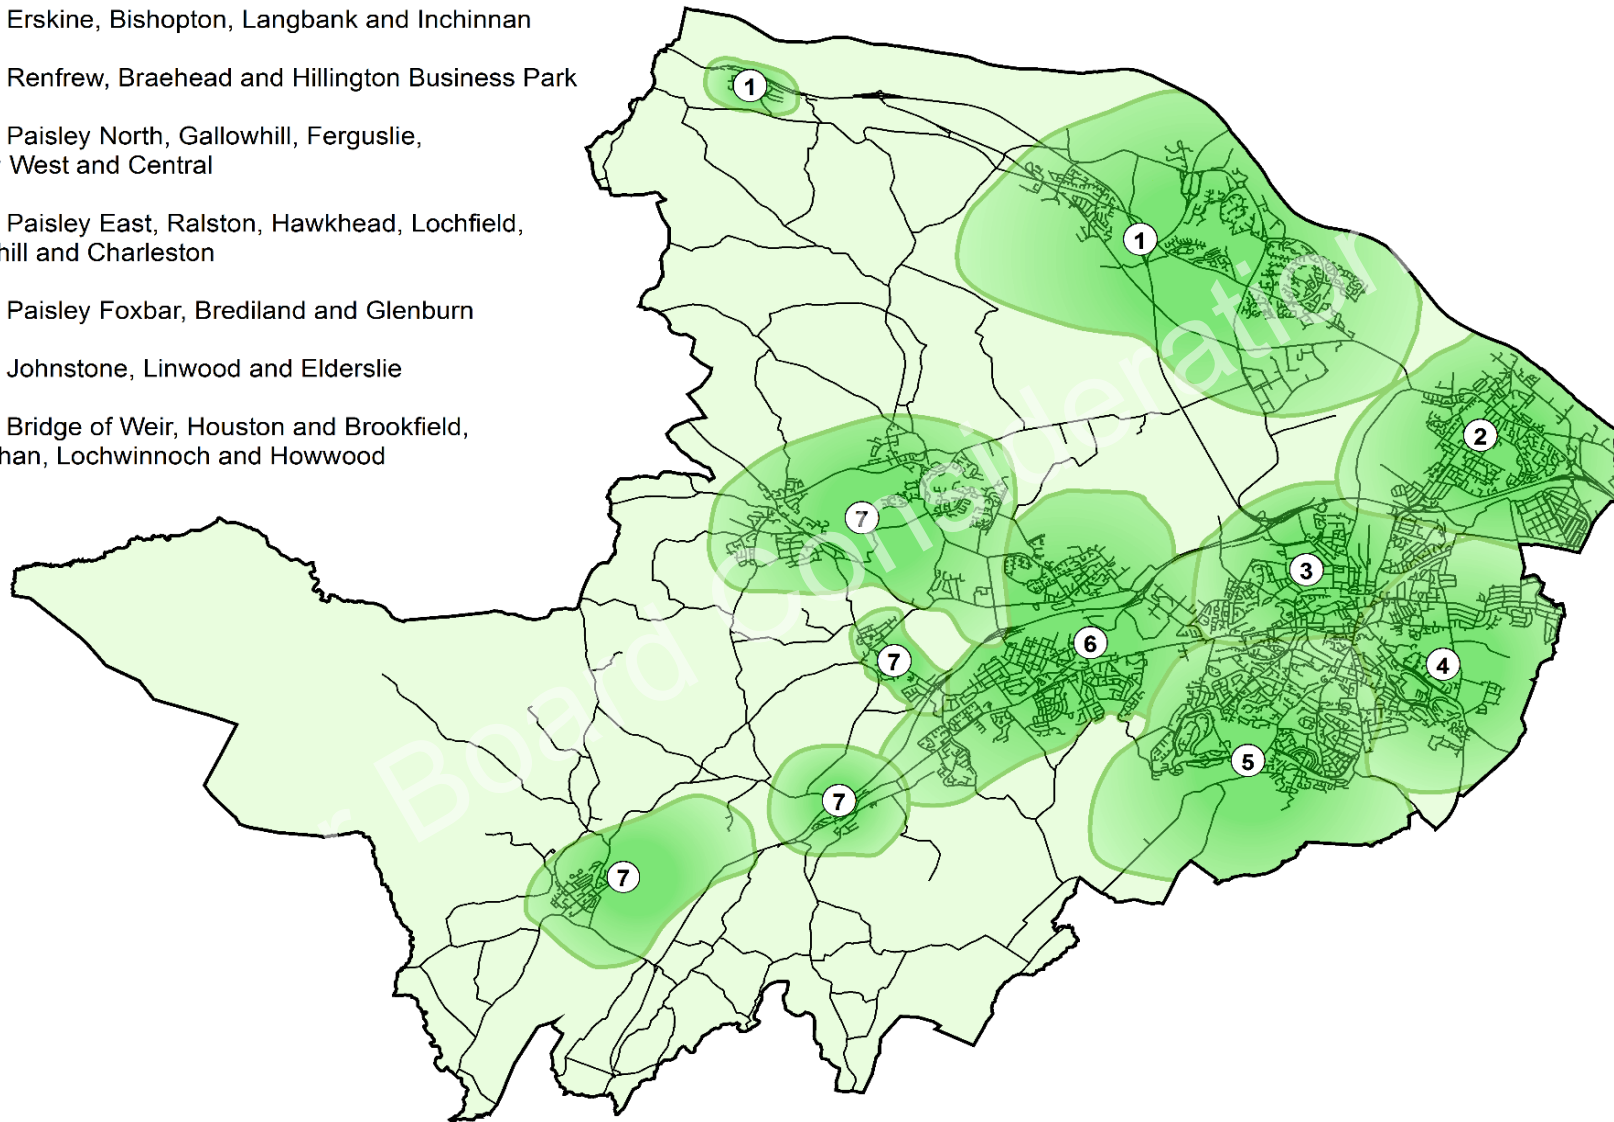 Erskine, Bishopton, Langbank and Inchinnan
Renfrew, Braehead and Hillington Business Park
Paisley North, Gallowhill, Ferguslie,
West and Central
Paisley East, Ralston, Hawkhead, Lochfield,
hill and Charleston
Paisley Foxbar, Brediland and Glenburn
Johnstone, Linwood and Elderslie
Bridge of Weir, Houston and Brookfield,
han, Lochwinnoch and Howwood
1
1
2
7
3
6
7
4
5
7
7
r Board Consideration